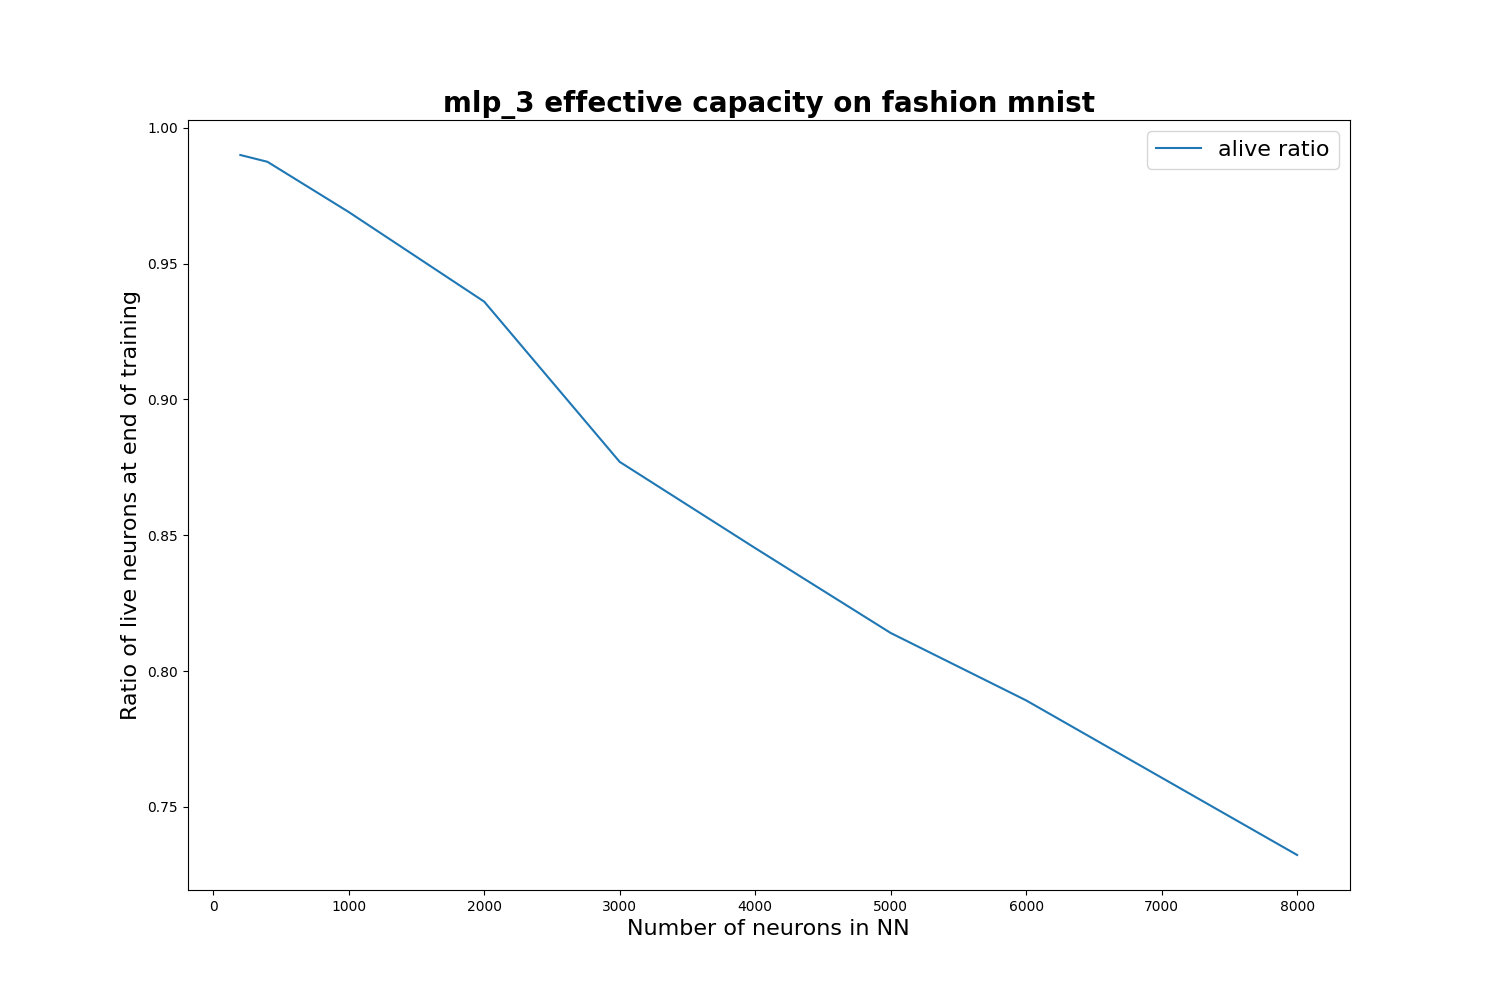 mlp_3 effective capacity on fashion mnist
alive ratio
Ratio of live neurons at end of training
1.00
0.95
0.90
0.85
0.80
0.75
0 1000 2000 3000 4000 5000 6000 7000 8000
Number of neurons in NN